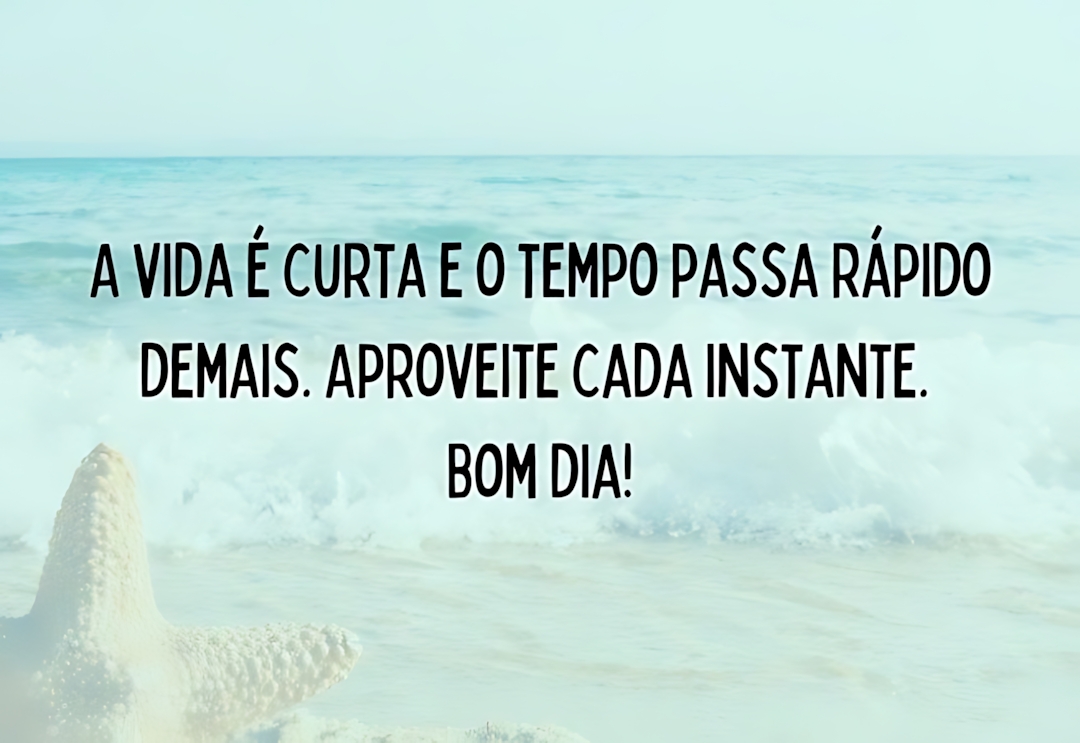 A VIDA É CURTA E O TEMPO PASSA RÁPIDO
DEMAIS. APROVEITE CADA INSTANTE.
BOM DIA!